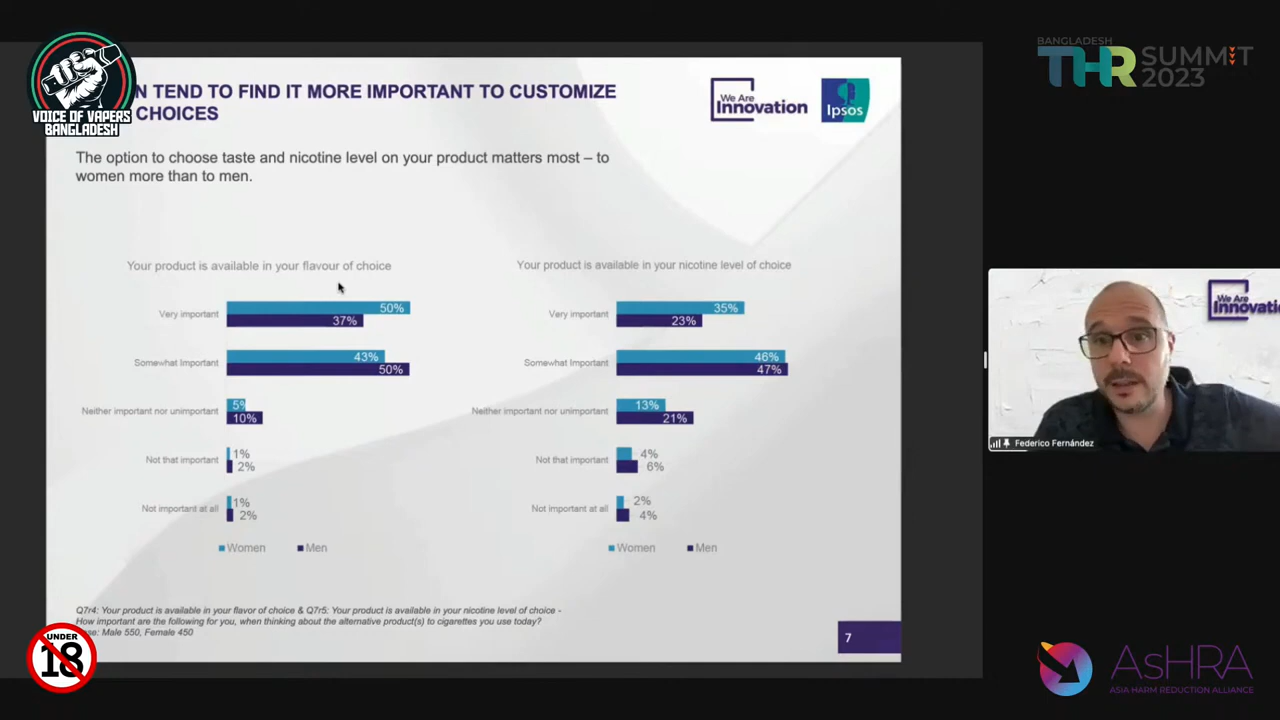 VOICE OF VAPERS
BANGLADESH
BANGLADESH
THR SUMMIT
2023
N TEND TO FIND IT MORE IMPORTANT TO CUSTOMIZE
CHOICES
We Are
Innovation
Ipsos
The option to choose taste and nicotine level on your product matters most – to
women more than to men.
Your product is available in your flavour of choice
Very important
50%
37%
Somewhat Important
43%
50%
Neither important nor unimportant
5%
10%
Not that important
1%
2%
Not important at all
1%
2%
Women
Men
Your product is available in your nicotine level of choice
Very important
35%
23%
Somewhat Important
46%
47%
Neither important nor unimportant
13%
21%
Not that important
4%
6%
Not important at all
2%
4%
Women
Men
Q7r4: Your product is available in your flavor of choice & Q7r5: Your product is available in your nicotine level of choice -
How important are the following for you, when thinking about the alternative product(s) to cigarettes you use today?
Male 550, Female 450
7
We Are
Federico Fernández
UNDER
18
AsHRA
ASIA HARM REDUCTION ALLIANCE